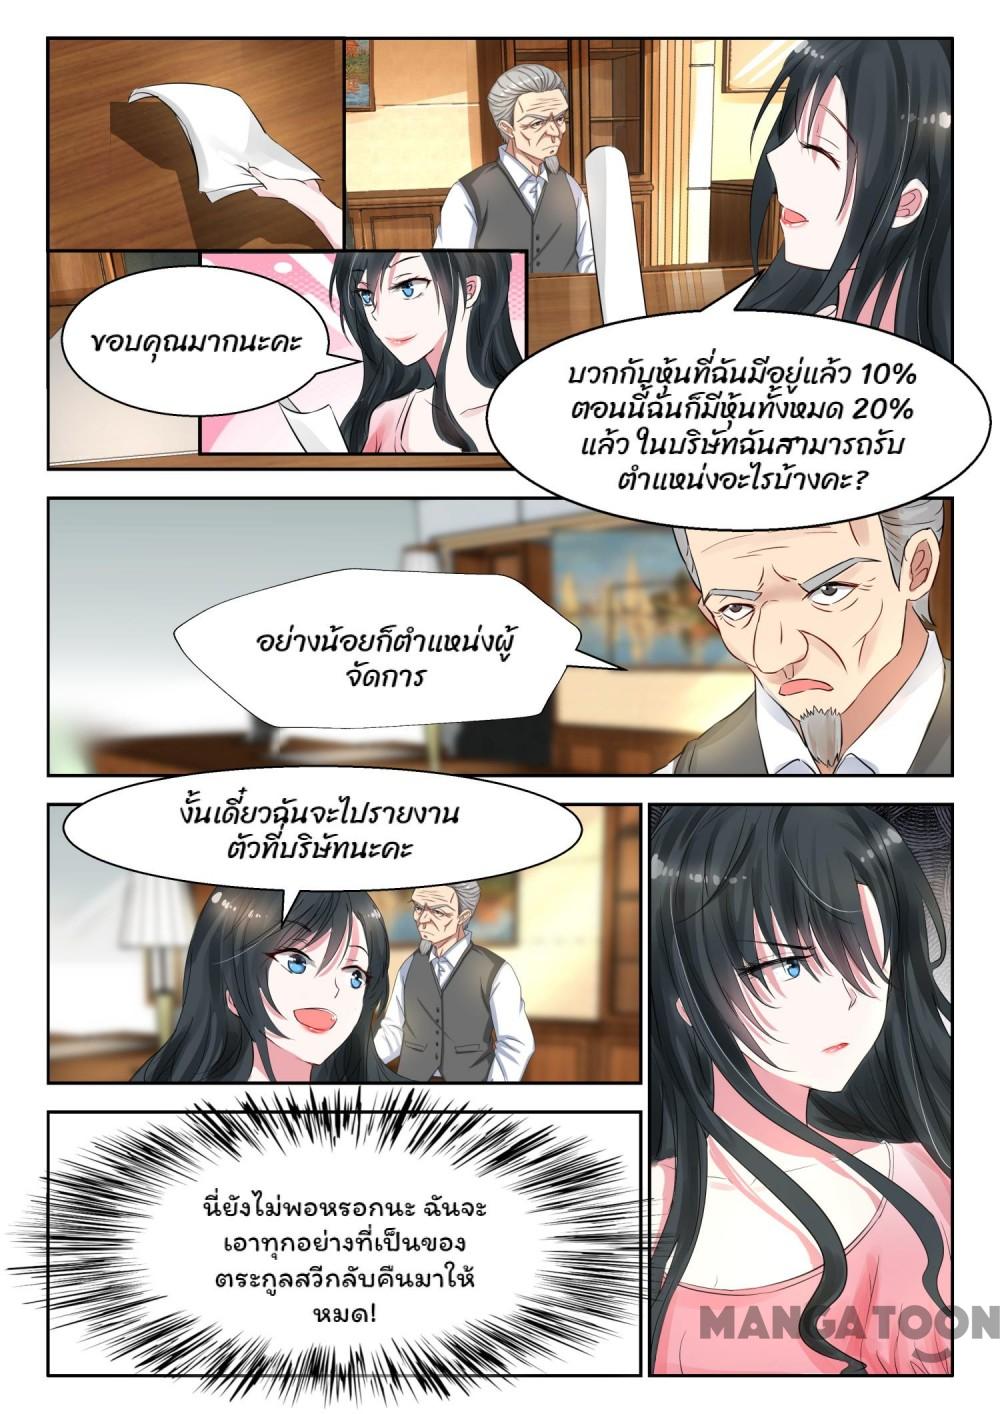 ขอบคุณมากนะคะ
บวกกับหุ้นที่ฉันมีอยู่แล้ว 10%
ตอนนี้ฉันก็มีหุ้นทั้งหมด 20%
แล้ว ในบริษัทฉันสามารถรับ
ตำแหน่งอะไรบ้างคะ?
อย่างน้อยก็ตำแหน่งผู้
จัดการ
งั้นเดี๋ยวฉันจะไปรายงาน
ตัวที่บริษัทนะคะ
นี่ยังไม่พอหรอกนะ ฉันจะ
เอาทุกอย่างที่เป็นของ
ตระกูลสวีกลับคืนมาให้
หมด!
MANGATOON